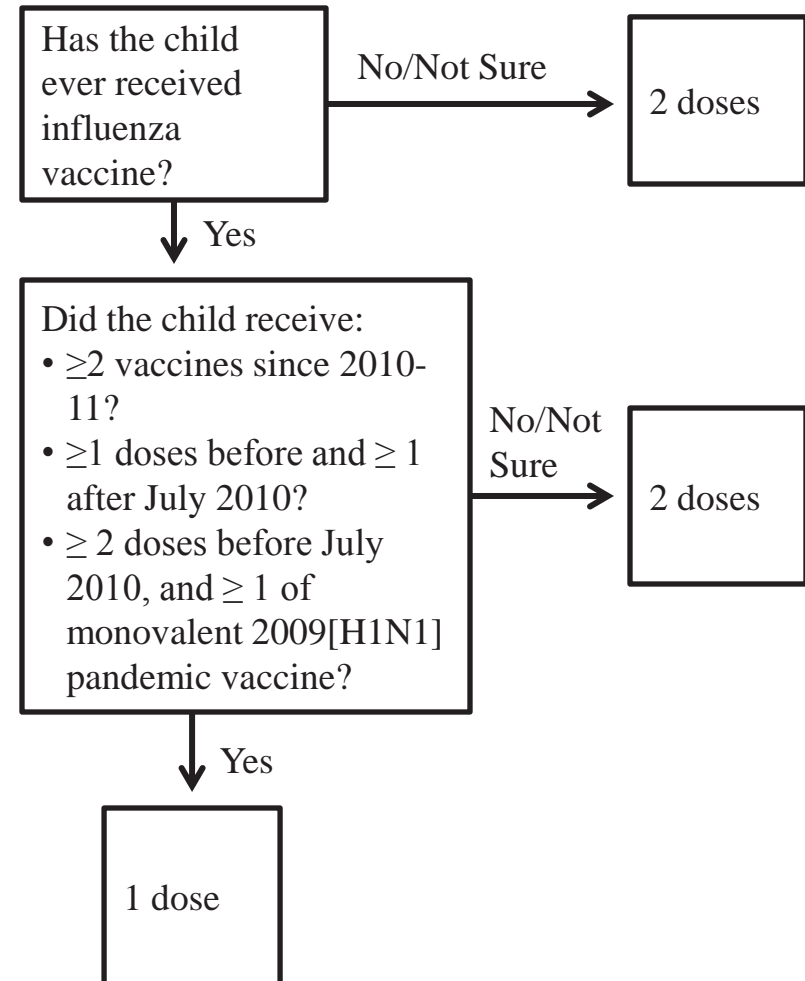 Has the child
ever received
influenza
vaccine?
No/Not Sure
2 doses
Yes
Did the child receive:
• ≥2 vaccines since 2010-
11?
• ≥1 doses before and ≥ 1
after July 2010?
• ≥ 2 doses before July
2010, and ≥ 1 of
monovalent 2009[H1N1]
pandemic vaccine?
No/Not
Sure
2 doses
Yes
1 dose